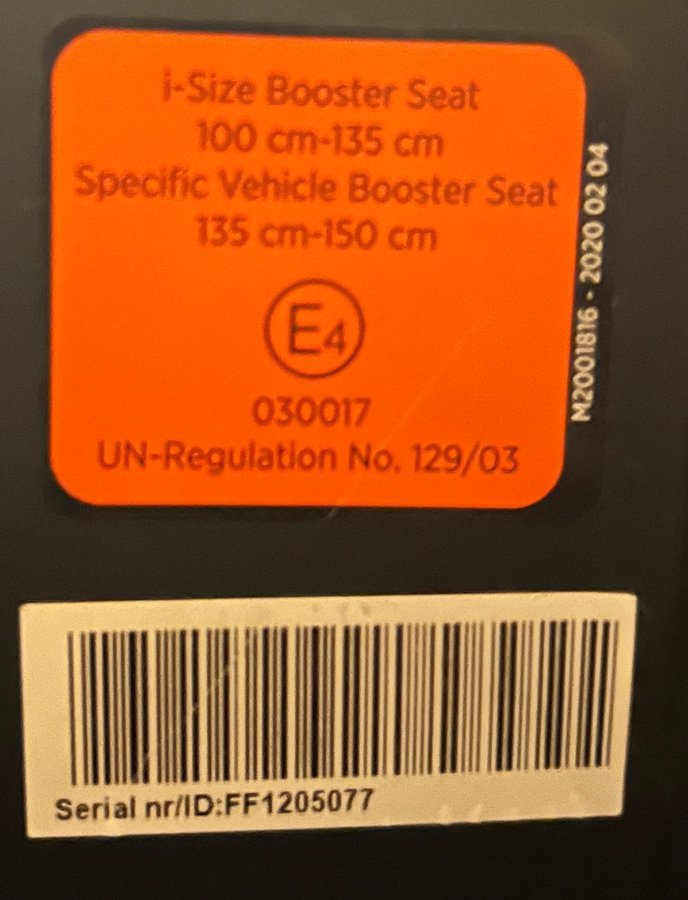 i-Size Booster Seat
100 cm-135 cm
Specific Vehicle Booster Seat
135 cm-150 cm
E4
030017
UN-Regulation No. 129/03
M2001816 - 2020 02 04
Serial nr/ID:FF1205077